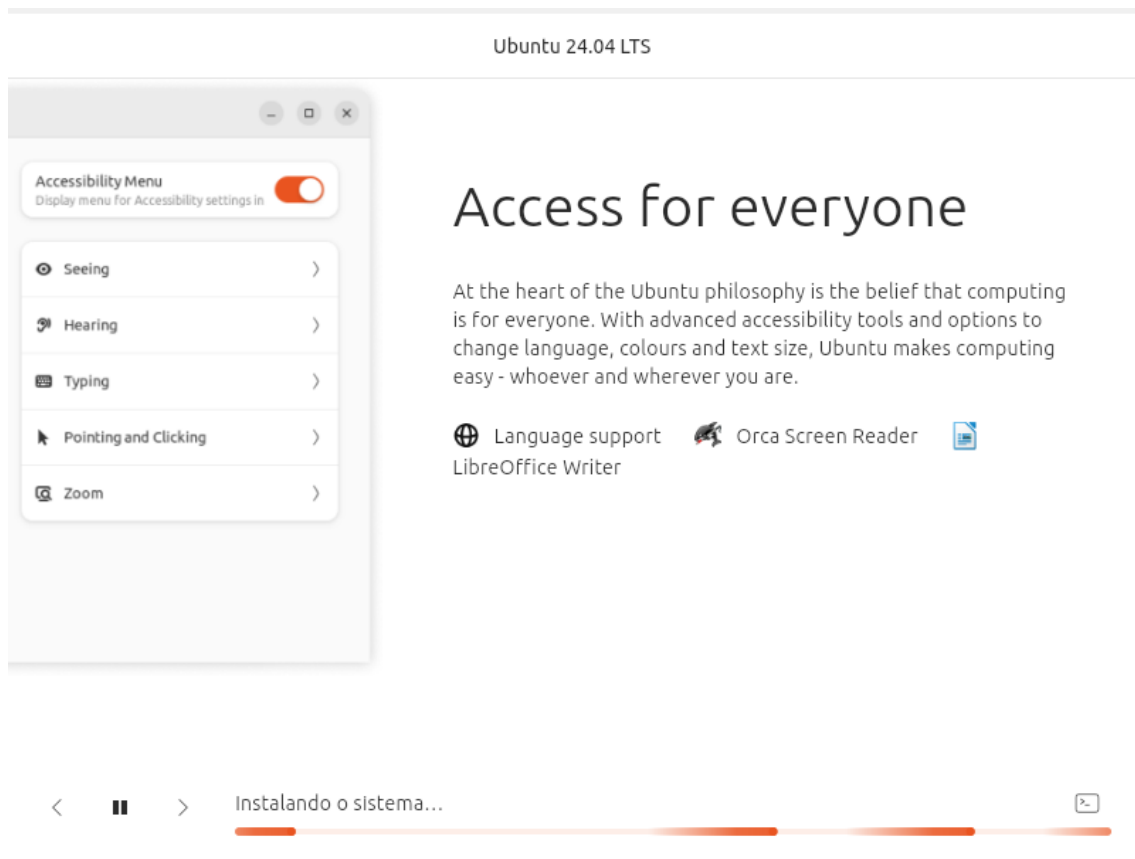 Ubuntu 24.04 LTS
Accessibility Menu
Display menu for Accessibility settings in
Seeing
Hearing
Typing
Pointing and Clicking
Zoom
Access for everyone
At the heart of the Ubuntu philosophy is the belief that computing
is for everyone. With advanced accessibility tools and options to
change language, colours and text size, Ubuntu makes computing
easy - whoever and wherever you are.
Language support Orca Screen Reader
LibreOffice Writer
Instalando o sistema...